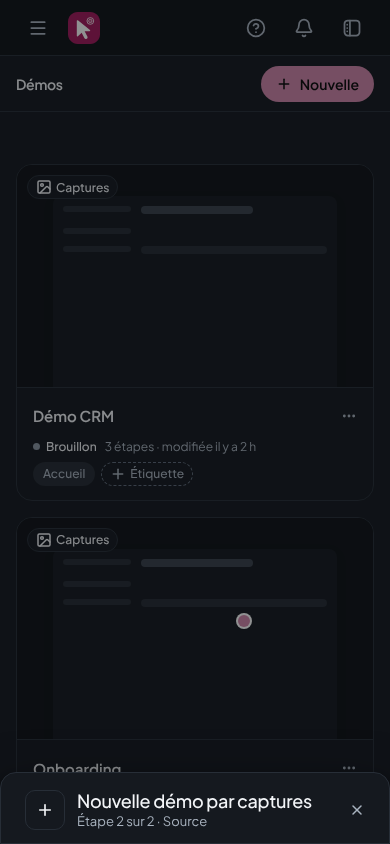 Démos
Nouvelle
Captures
Démo CRM
Brouillon 3 étapes · modifiée il y a 2 h
Accueil Étiquette
Captures
Onboarding
Nouvelle démo par captures
Étape 2 sur 2 · Source